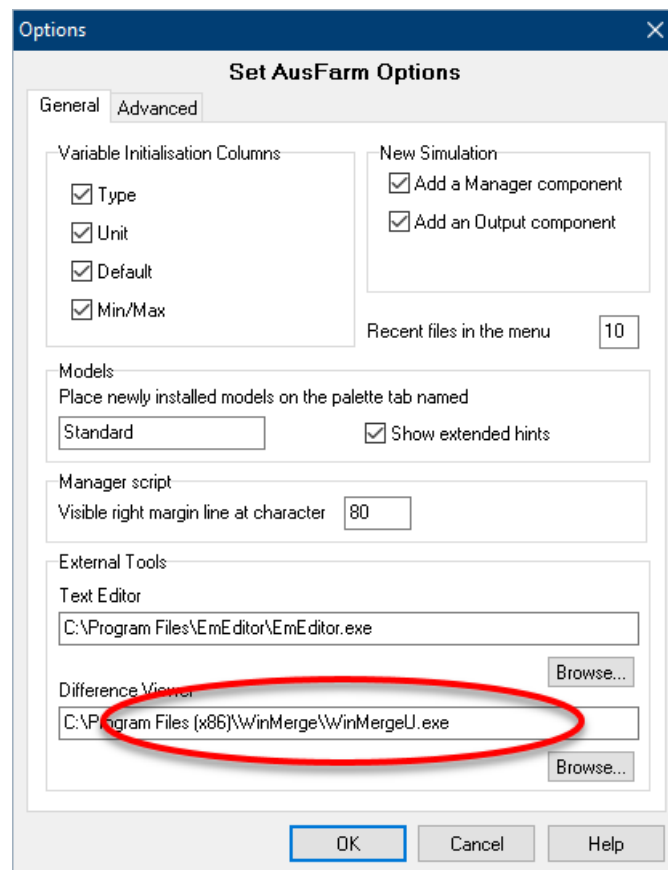 Options
Set AusFarm Options
General
Advanced
Variable Initialisation Columns
Type
Unit
Default
Min/Max
New Simulation
Add a Manager component
Add an Output component
Recent files in the menu 10
Models
Place newly installed models on the palette tab named
Standard
Show extended hints
Manager script
Visible right margin line at character 80
External Tools
Text Editor
C:\Program Files\EmEditor\EmEditor.exe
Browse...
Difference Viewer
C:\Program Files (x86)\WinMerge\WinMergeU.exe
Browse...
OK
Cancel
Help